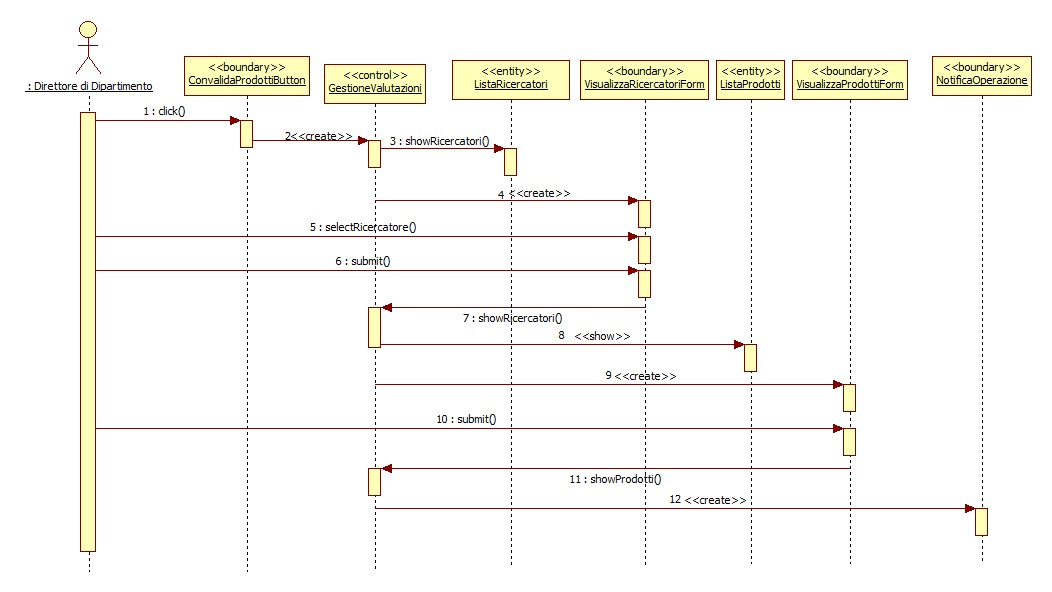 : Direttore di Dipartimento
<<boundary>>
ConvalidaProdottiButton
<<control>>
GestioneValutazioni
<<entity>>
ListaRicercatori
<<boundary>>
VisualizzaRicercatoriForm
<<entity>>
ListaProdotti
<<boundary>>
VisualizzaProdottiForm
<<boundary>>
NotificaOperazione
1 : click()
2<<create>>
3 : showRicercatori()
4 <<create>>
5 : selectRicercatore()
6 : submit()
7 : showRicercatori()
8 <<show>>
9 <<create>>
10 : submit()
11 : showProdotti()
12 <<create>>